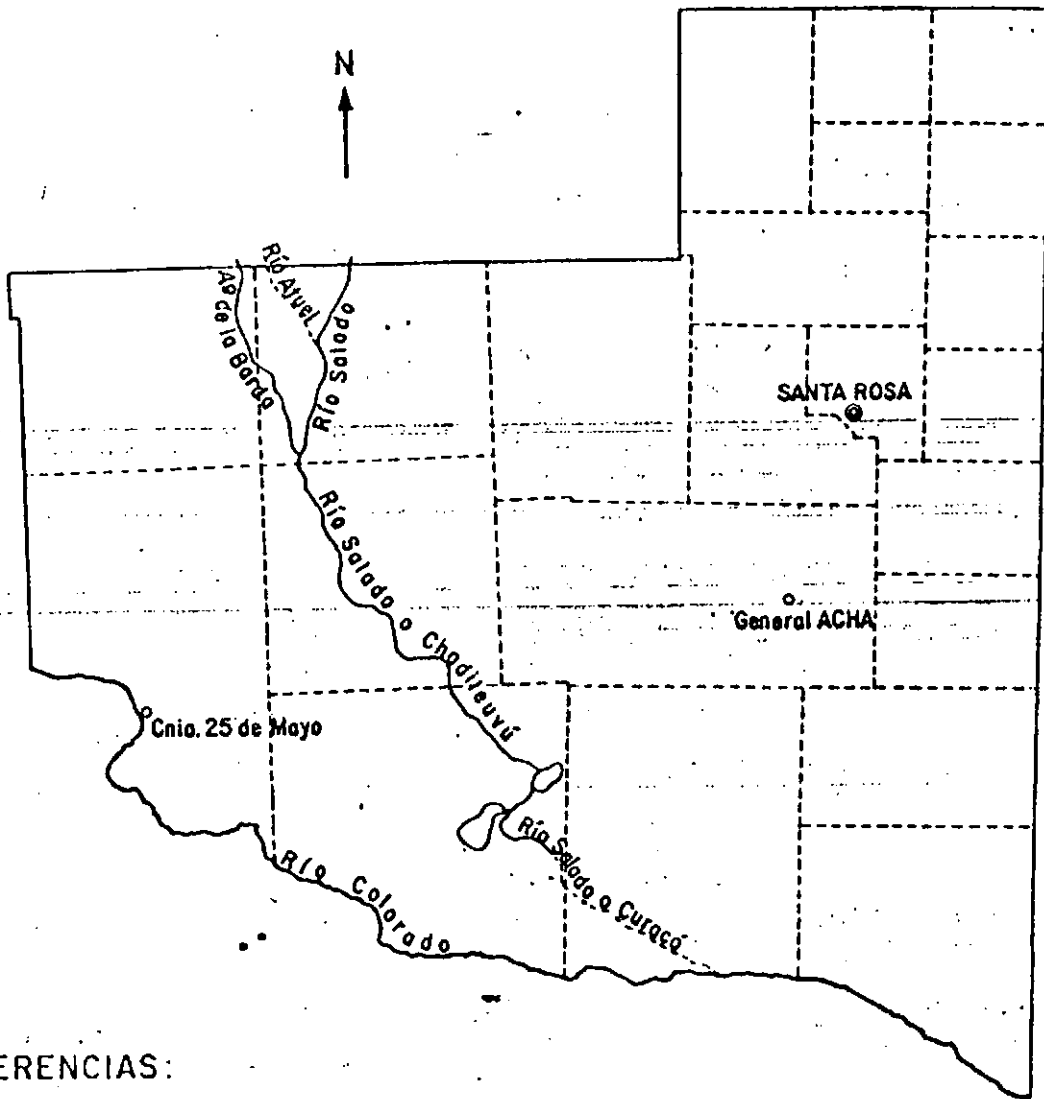 N
Río Atuel
Río Salado
Aº de la Barda
SANTA ROSA
Río Salado o Chadileuvú
General ACHA
Cnia. 25 de Mayo
Río Salado o Curacó
Río Colorado
ERENCIAS: